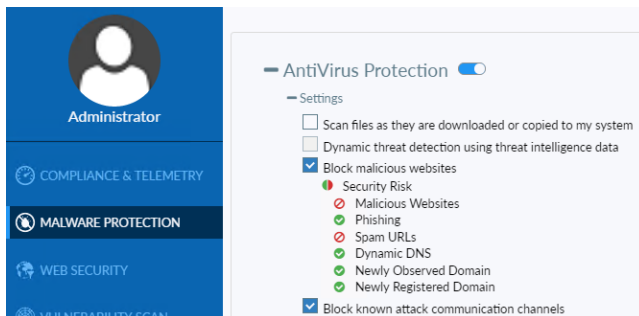 Administrator
COMPLIANCE & TELEMETRY
MALWARE PROTECTION
WEB SECURITY
VULNERABILITY SCAN
AntiVirus Protection
Settings
Scan files as they are downloaded or copied to my system
Dynamic threat detection using threat intelligence data
Block malicious websites
Security Risk
Malicious Websites
Phishing
Spam URLs
Dynamic DNS
Newly Observed Domain
Newly Registered Domain
Block known attack communication channels